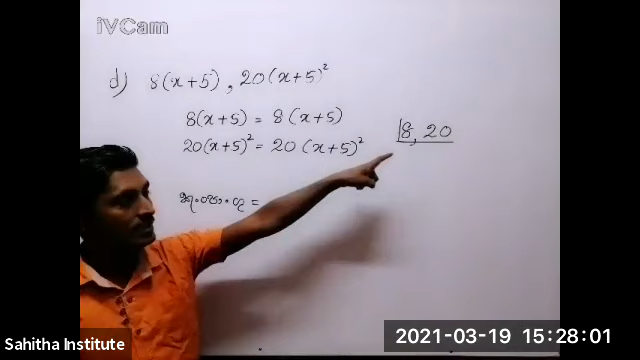 iVCam
d) 8(x+5) , 20(x+5)²
8(x+5) = 8(x+5)
20(x+5)² = 20(x+5)²
8, 20
කු.පො.ගු =
Sahitha Institute
2021-03-19 15:28:01